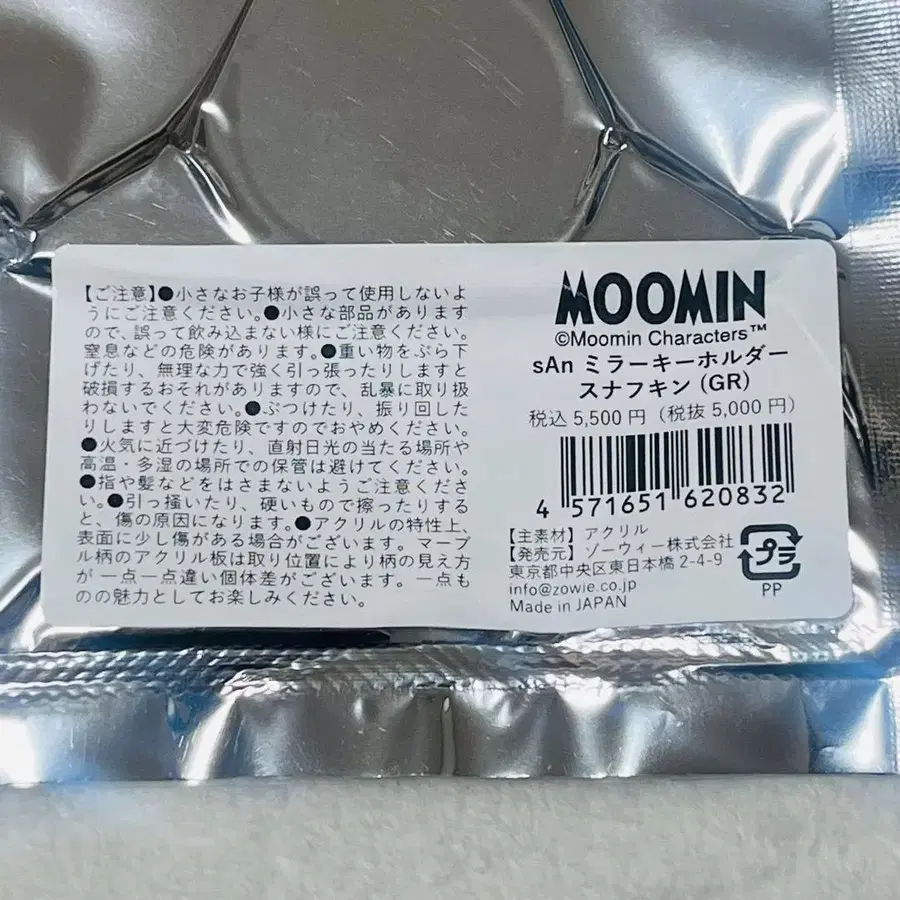 【ご注意】●小さなお子様が誤って使用しないよ
うにご注意ください。●小さな部品があります
ので、誤って飲み込まない様にご注意ください。
窒息などの危険があります。●重い物をぶら下
げたり、無理な力で強く引っ張ったりしますと
破損するおそれがありますので、乱暴に取り扱
わないでください。●ぶつけたり、振り回した
りしますと大変危険ですのでおやめください。
●火気に近づけたり、直射日光の当たる場所や
高温・多湿の場所での保管は避けてください。
●指や髪などをはさまないようご注意くださ
い。●引っ掻いたり、硬いもので擦ったりする
と、傷の原因になります。●アクリルの特性上、
表面に少し傷がある場合がございます。マーブ
ル柄のアクリル板は取り位置により柄の見え方
が一点一点違い個体差がございます。一点も
のの魅力としてお楽しみください。
MOOMIN
©Moomin Characters™
sAn ミラーキーホルダー
スナフキン(GR)
税込 5,500 円(税抜 5,000 円)
4 571651 620832
【主素材】アクリル
【発売元】ゾーウィー株式会社
東京都中央区東日本橋 2-4-9
info@zowie.co.jp
Made in JAPAN
プラ
PP